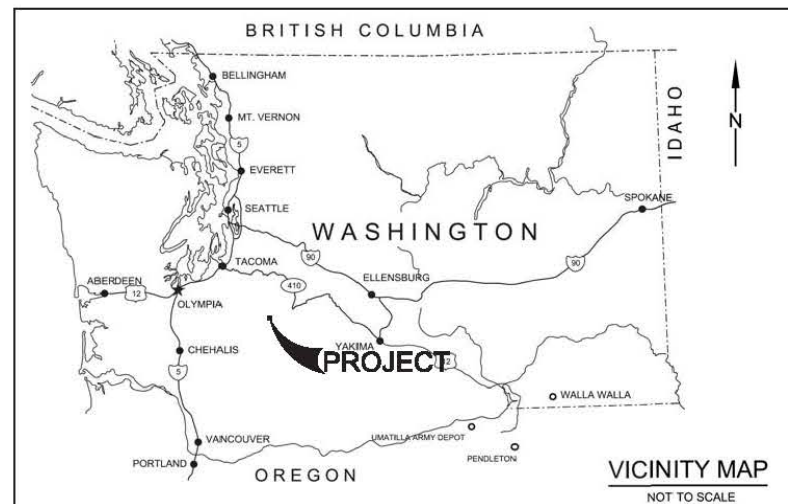 BRITISH COLUMBIA
BELLINGHAM
MT. VERNON
5
EVERETT
IDAHO
N
SPOKANE
SEATTLE
WASHINGTON
TACOMA
90
90
ELLENSBURG
410
ABERDEEN
12
OLYMPIA
CHEHALIS
YAKIMA
PROJECT
5
WALLA WALLA
UMATILLA ARMY DEPOT
VANCOUVER
PENDLETON
PORTLAND
OREGON
VICINITY MAP
NOT TO SCALE